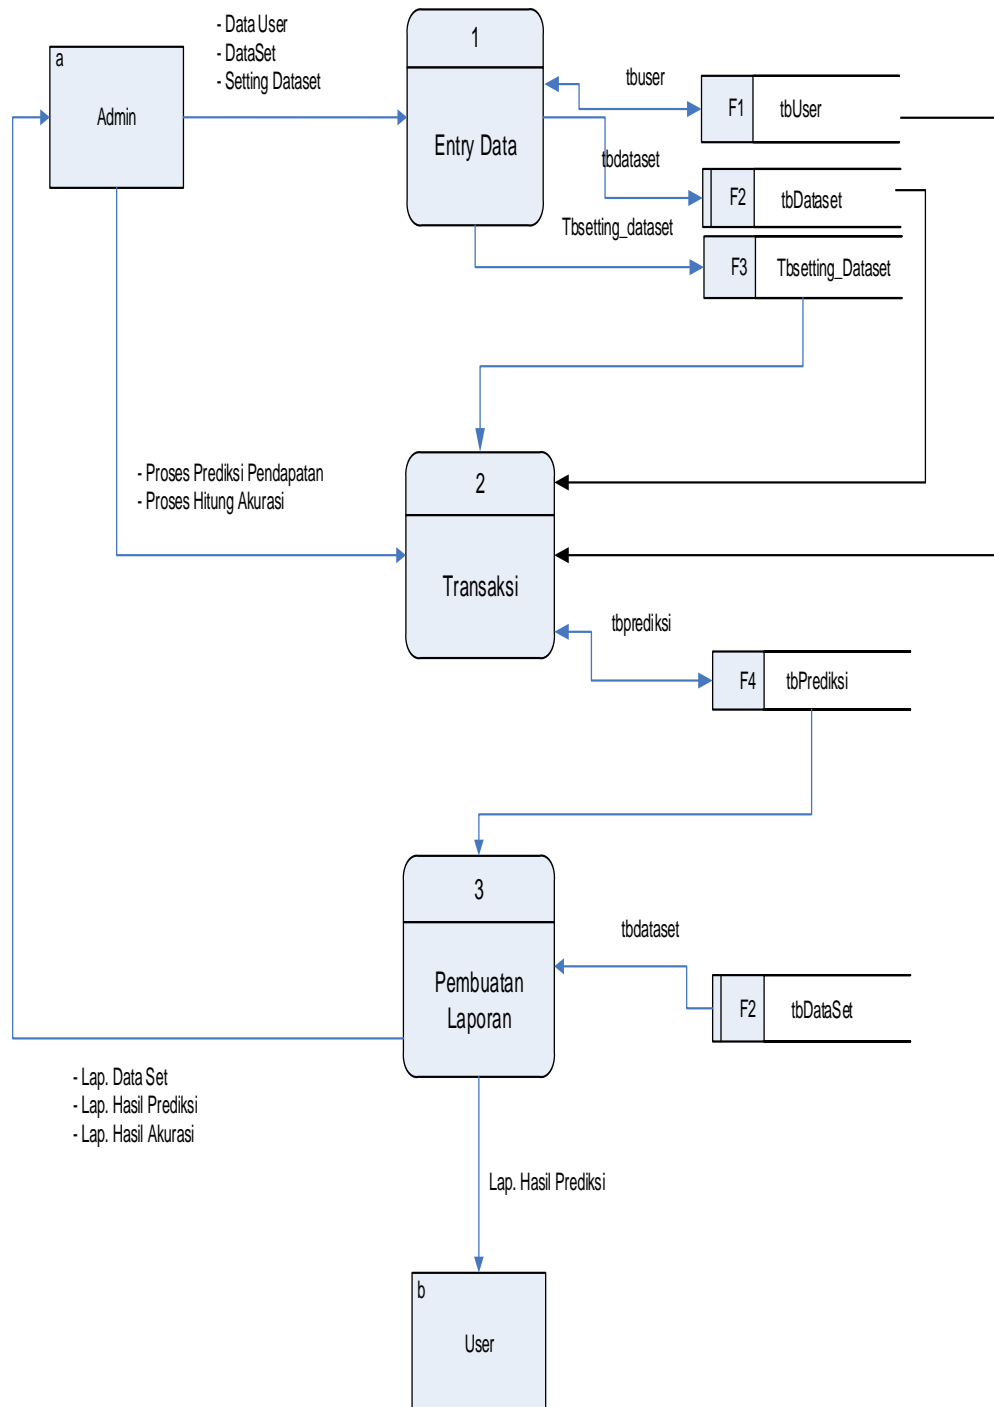 - Data User
- DataSet
- Setting Dataset
a
Admin
1
Entry Data
tbuser
F1
tbUser
tbdataset
F2
tbDataset
Tbsetting_dataset
F3
Tbsetting_Dataset
- Proses Prediksi Pendapatan
- Proses Hitung Akurasi
2
Transaksi
tbprediksi
F4
tbPrediksi
3
Pembuatan
Laporan
tbdataset
F2
tbDataSet
- Lap. Data Set
- Lap. Hasil Prediksi
- Lap. Hasil Akurasi
Lap. Hasil Prediksi
b
User